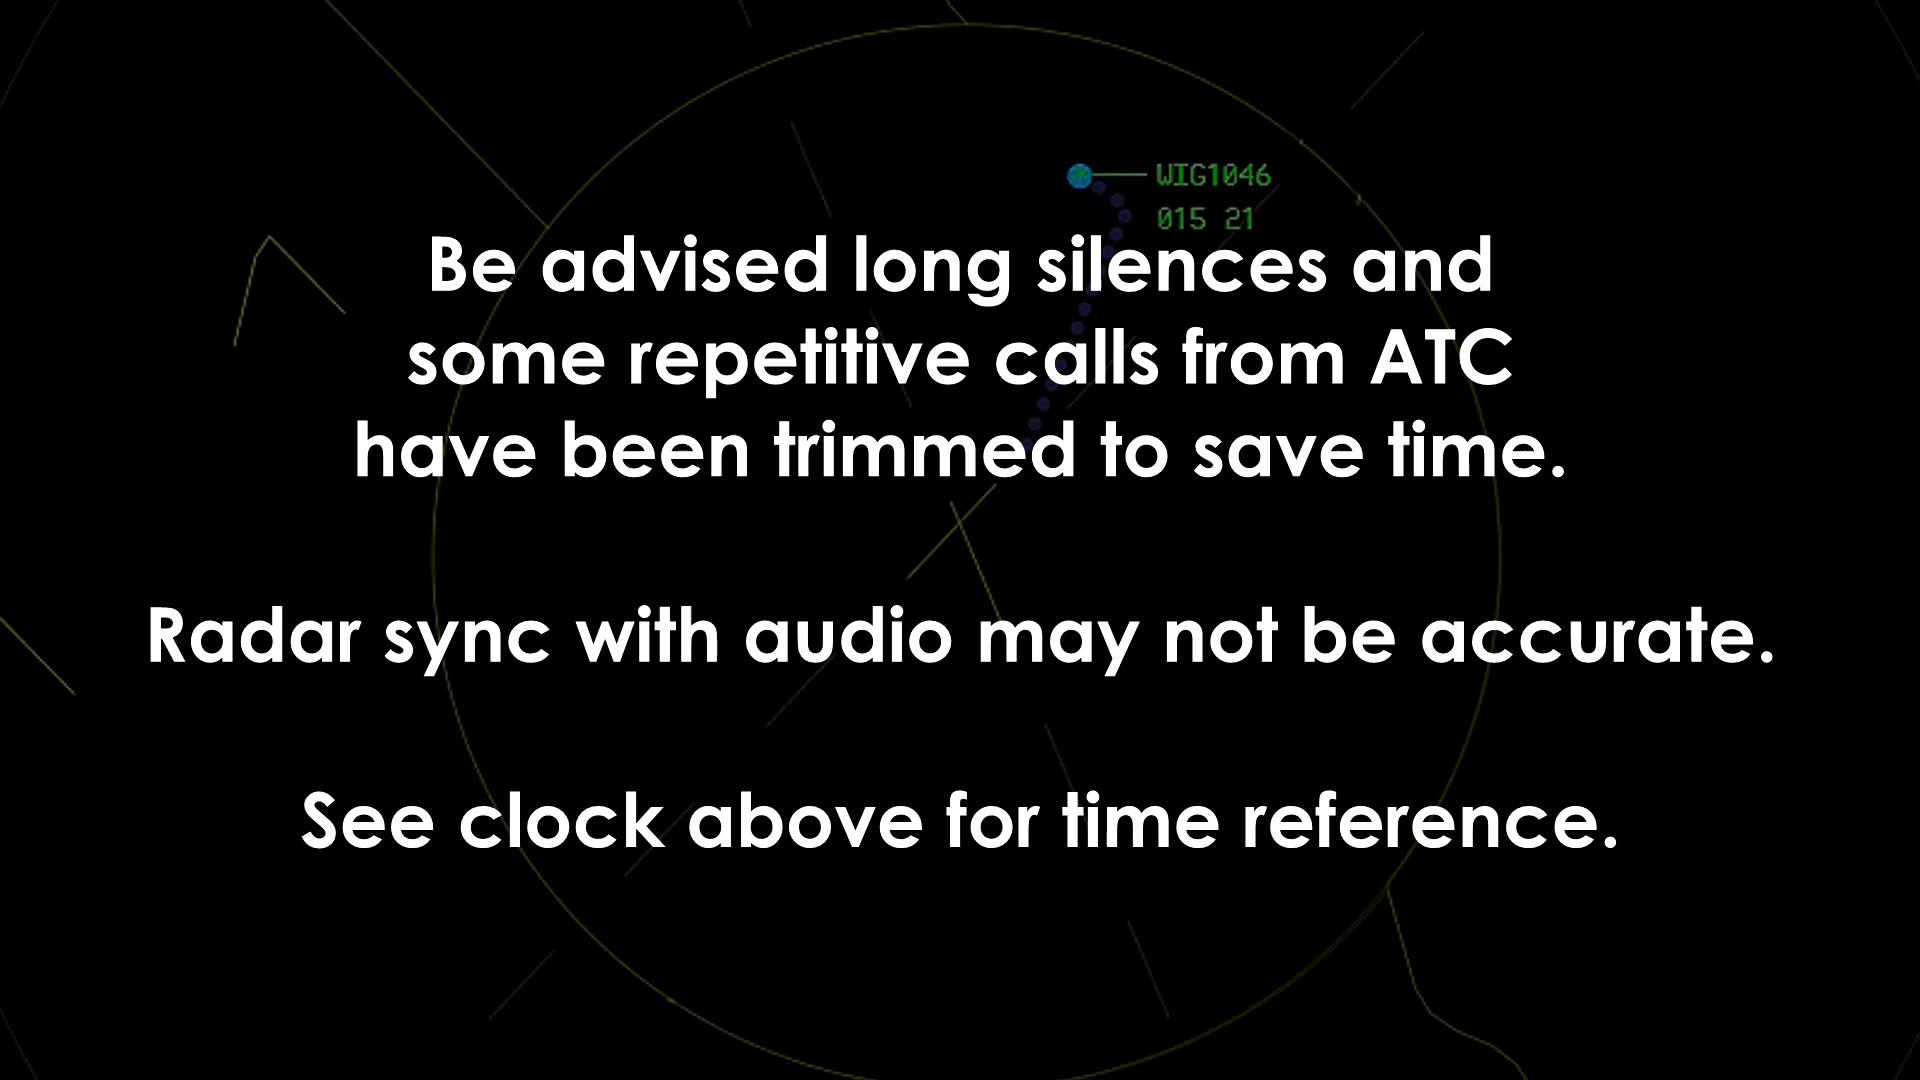 WIG1046
015 21
Be advised long silences and
some repetitive calls from ATC
have been trimmed to save time.
Radar sync with audio may not be accurate.
See clock above for time reference.